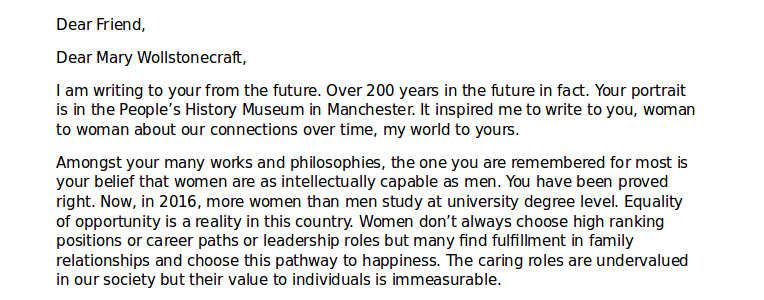 Dear Friend,
Dear Mary Wollstonecraft,
I am writing to your from the future. Over 200 years in the future in fact. Your portrait
is in the People’s History Museum in Manchester. It inspired me to write to you, woman
to woman about our connections over time, my world to yours.
Amongst your many works and philosophies, the one you are remembered for most is
your belief that women are as intellectually capable as men. You have been proved
right. Now, in 2016, more women than men study at university degree level. Equality
of opportunity is a reality in this country. Women don’t always choose high ranking
positions or career paths or leadership roles but many find fulfillment in family
relationships and choose this pathway to happiness. The caring roles are undervalued
in our society but their value to individuals is immeasurable.